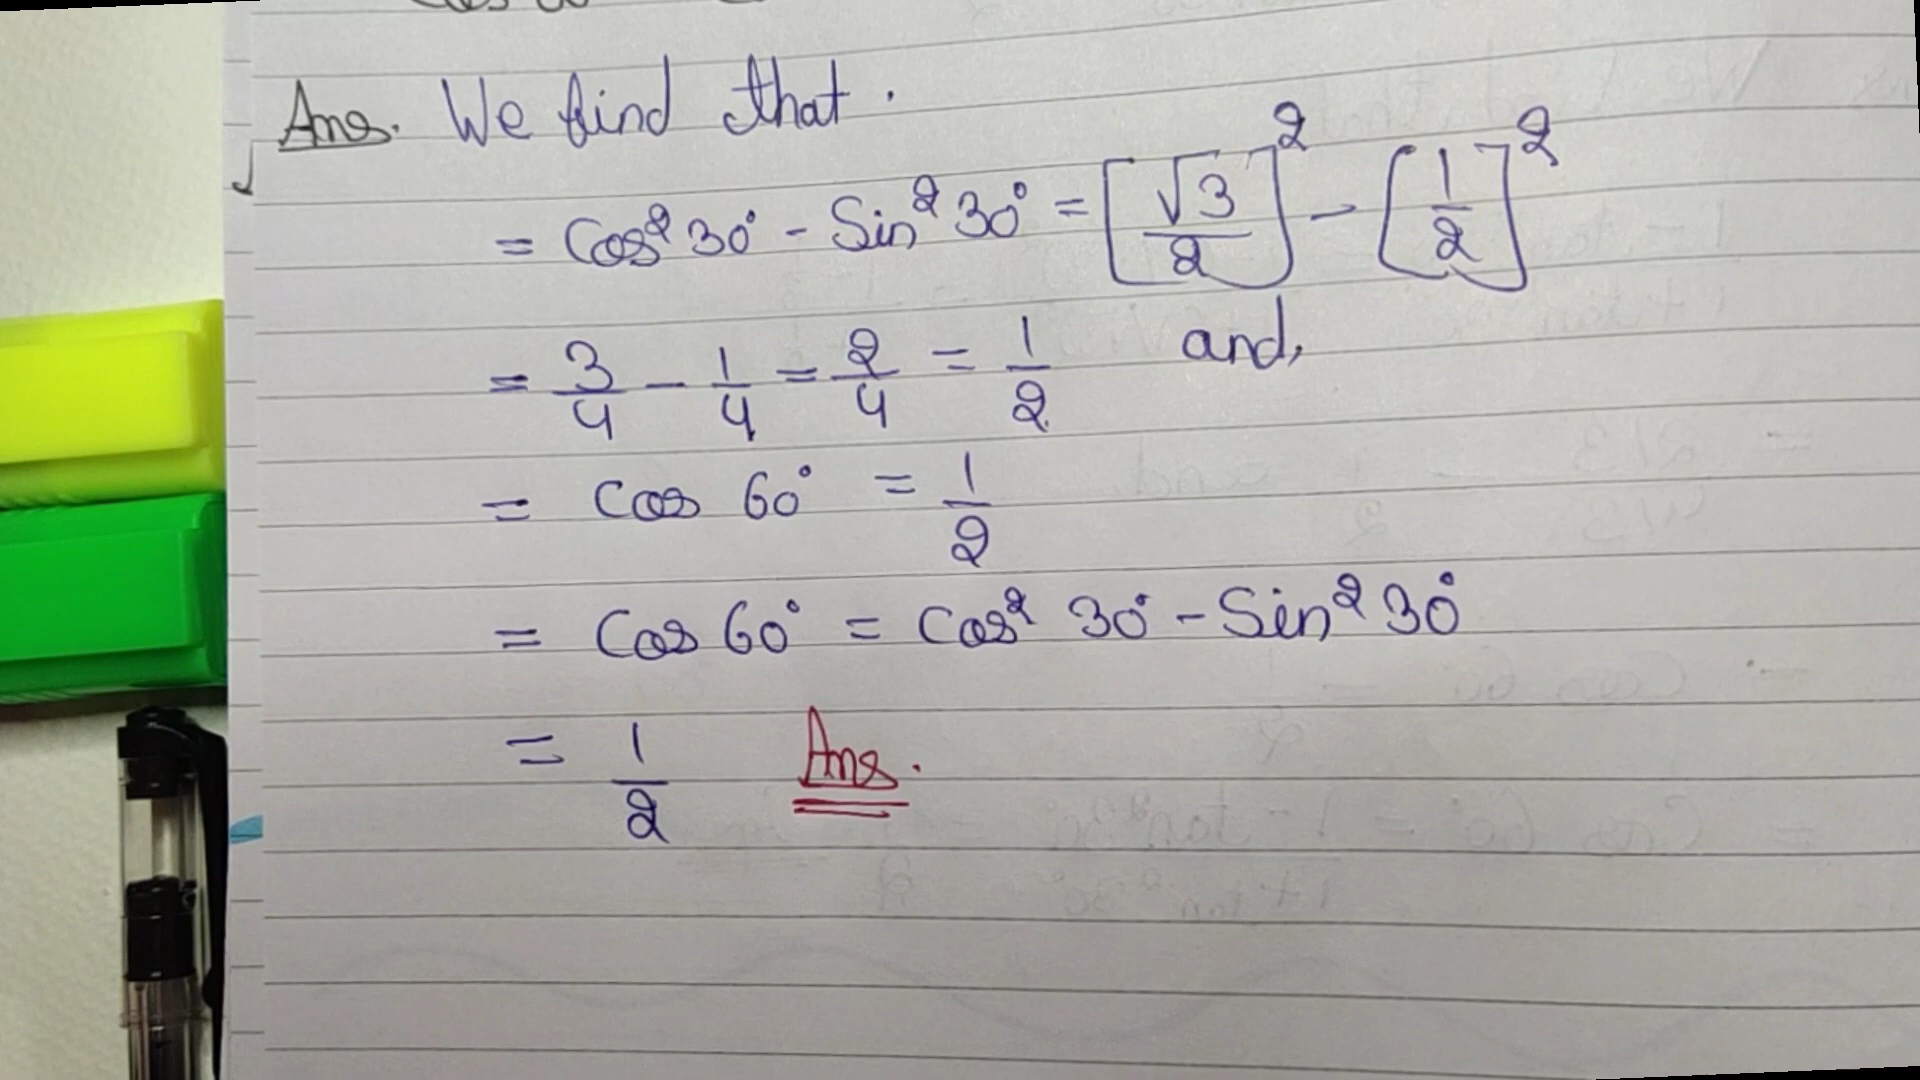 Ans. We find that.
= Cos² 30° - Sin² 30° = [√3/2]² - [1/2]²
= 3/4 - 1/4 = 2/4 = 1/2 and,
= Cos 60° = 1/2
= Cos 60° = Cos² 30° - Sin² 30°
= 1/2 Ans.